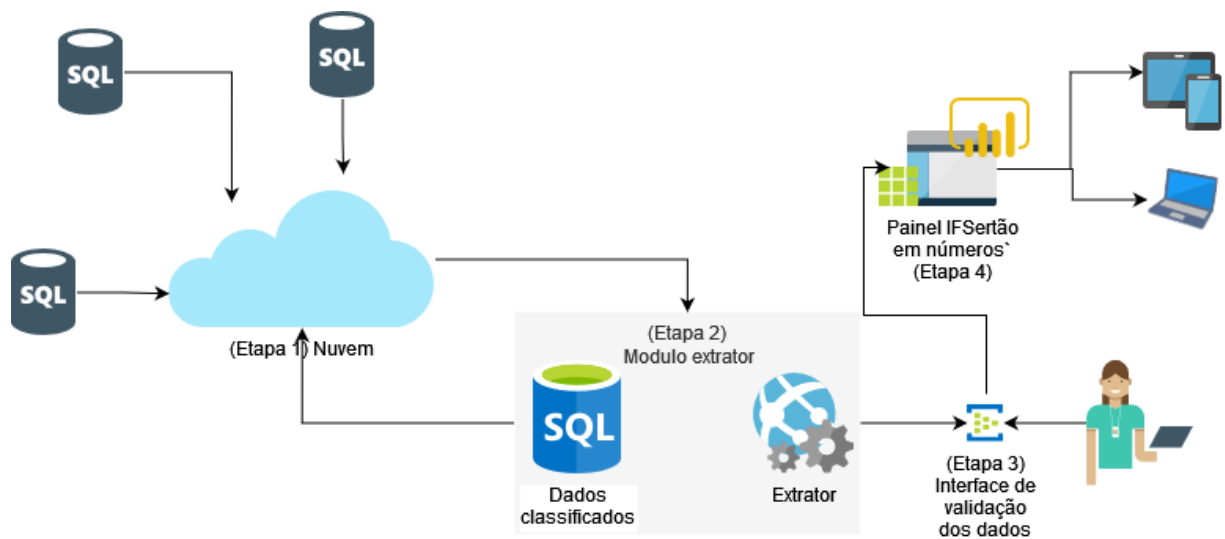 SQL
SQL
SQL
(Etapa 1) Nuvem
(Etapa 2)
Modulo extrator
SQL
Dados
classificados
Extrator
(Etapa 3)
Interface de
validação
dos dados
Painel IFSertão
em números`
(Etapa 4)